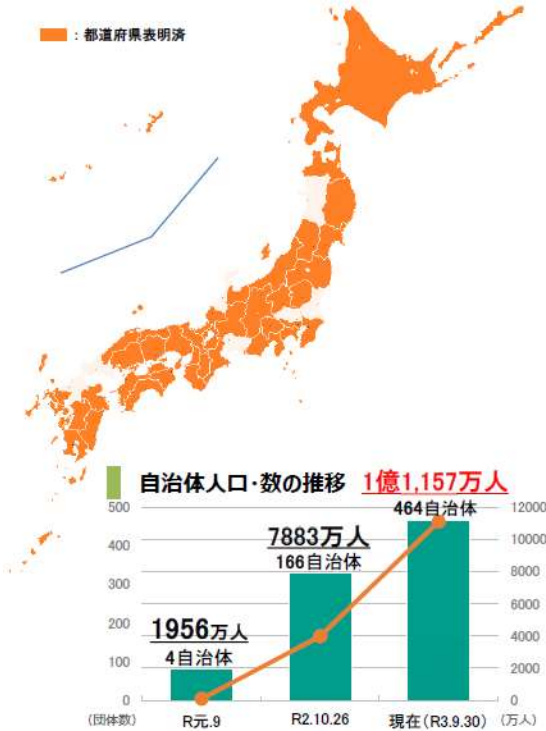 ：都道府県表明済
自治体人口・数の推移 1億1,157万人
500 464自治体 12000
400 7883万人 10000
166自治体
300 8000
6000
200 1956万人 4000
100 4自治体 2000
0 0
(団体数) R元.9 R2.10.26 現在(R3.9.30) (万人)